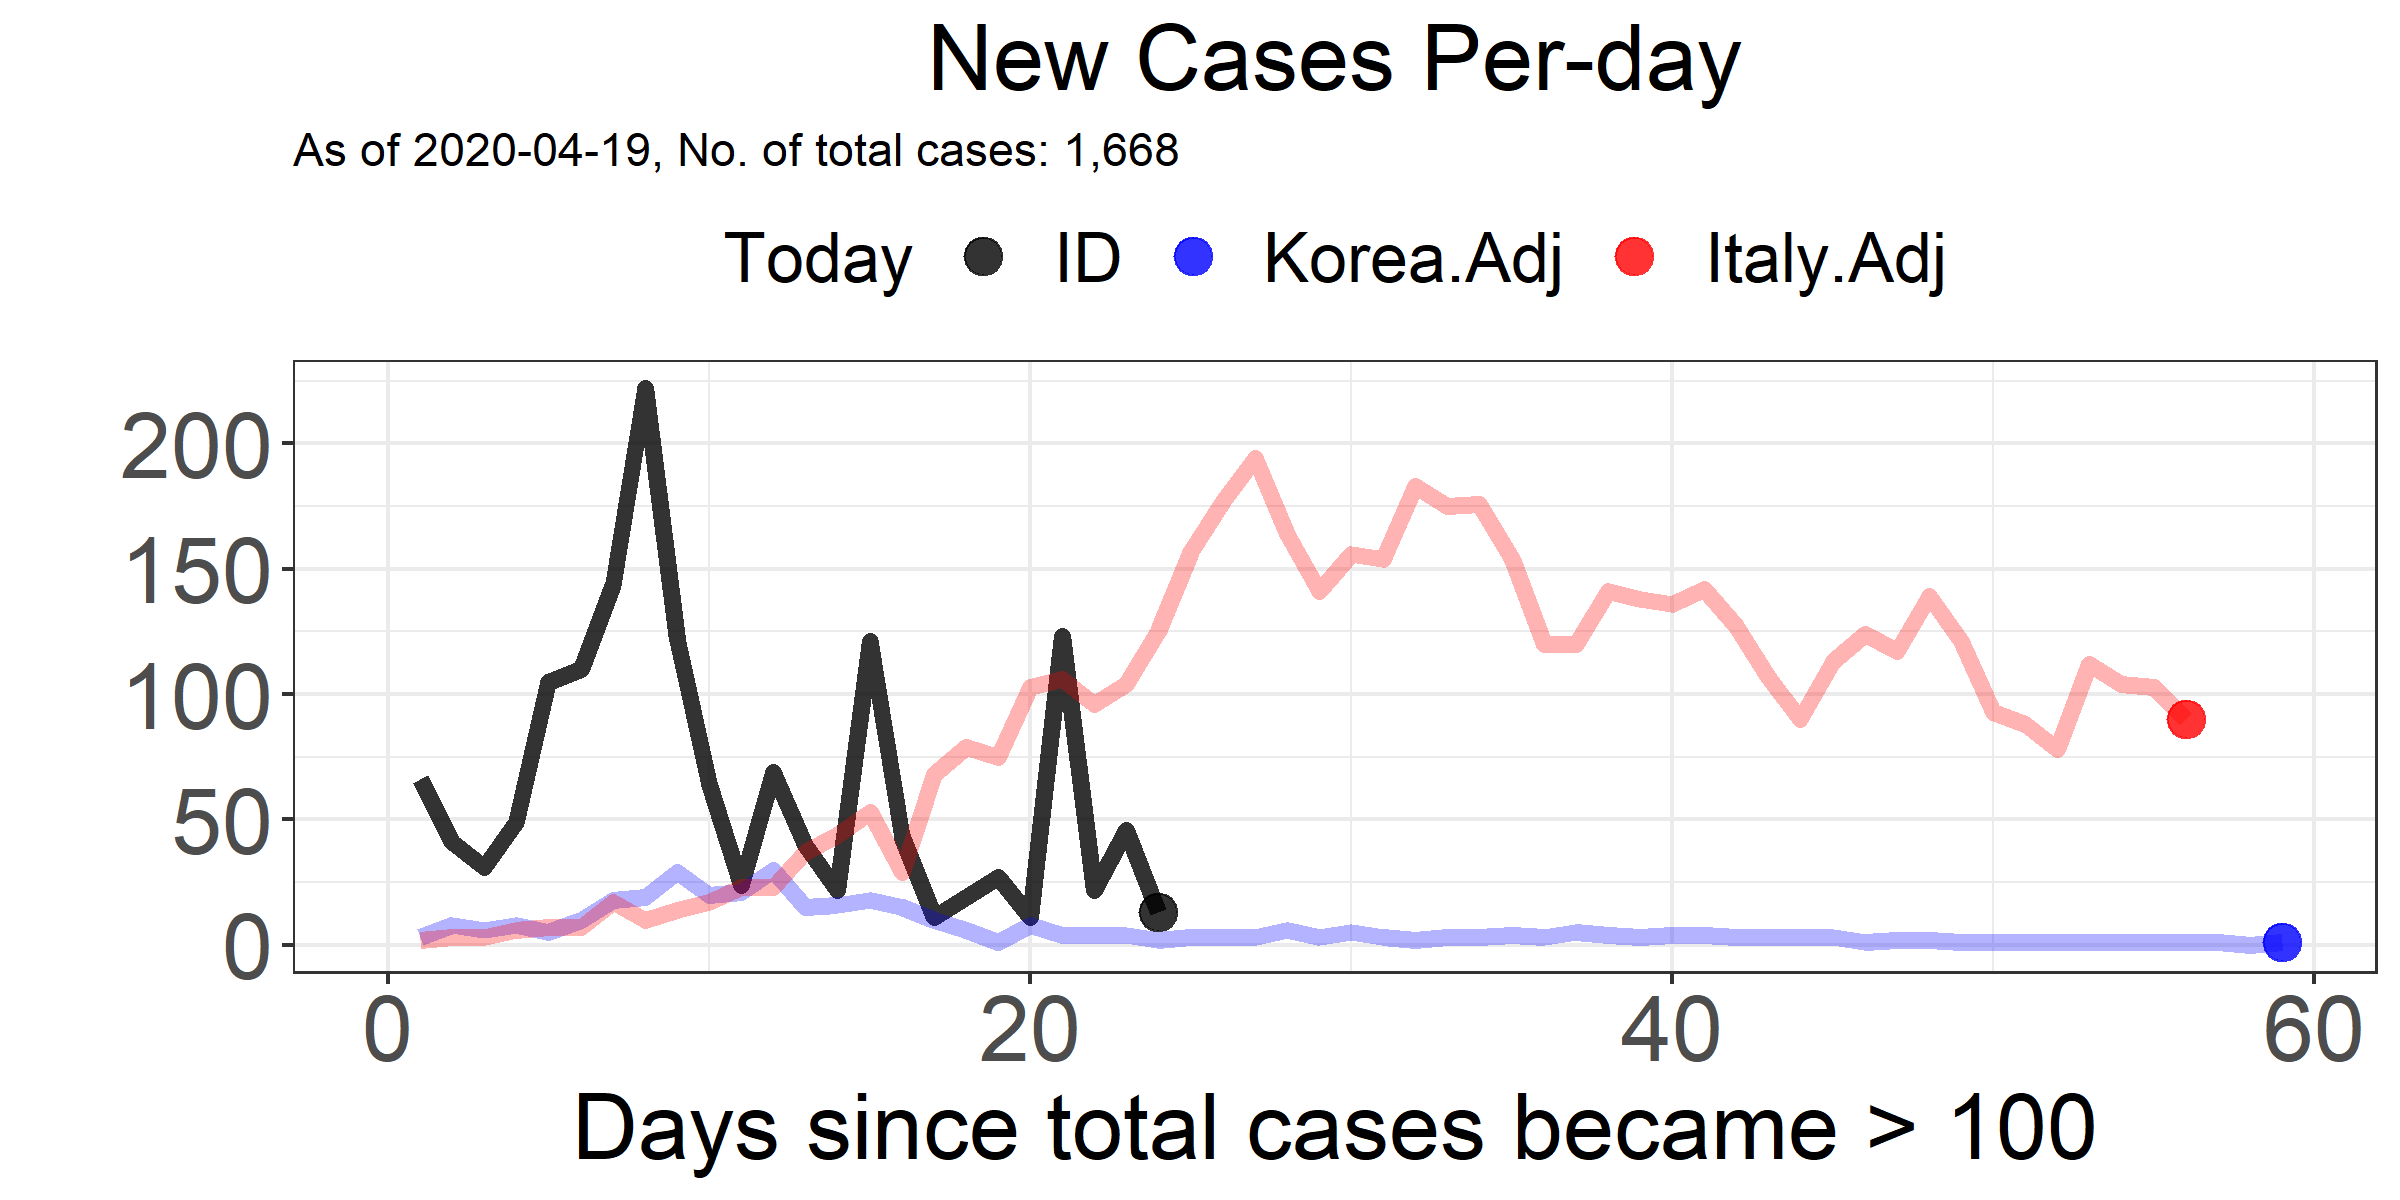 New Cases Per-day
As of 2020-04-19, No. of total cases: 1,668
Today ID Korea.Adj Italy.Adj
200
150
100
50
0
0 20 40 60
Days since total cases became > 100